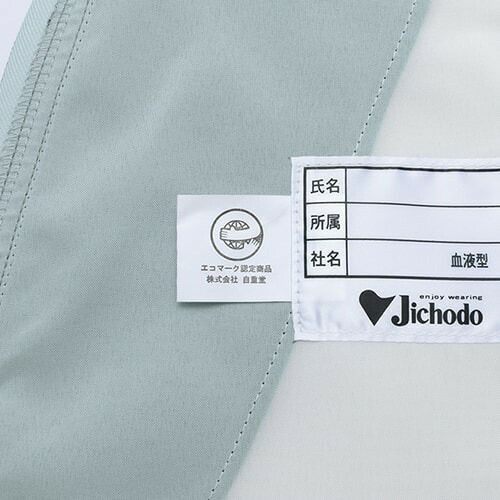 エコマーク認定商品
株式会社 自重堂
氏名
所属
社名
血液型
enjoy wearing
Jichodo